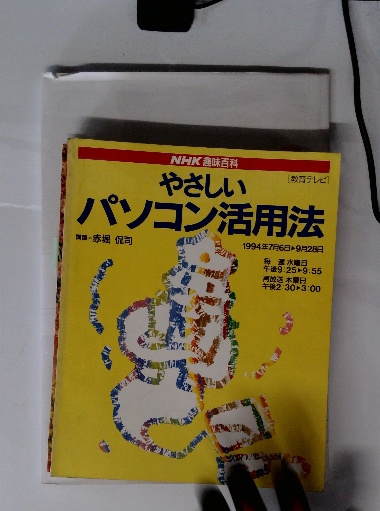 NHK 趣味百科
[教育テレビ]
やさしい
パソコン活用法
講師=赤堀 侃司
1994年7月6日▶9月28日
毎 週 水曜日
午後9:25▶9:55
再放送 木曜日
午後2:30▶3:00